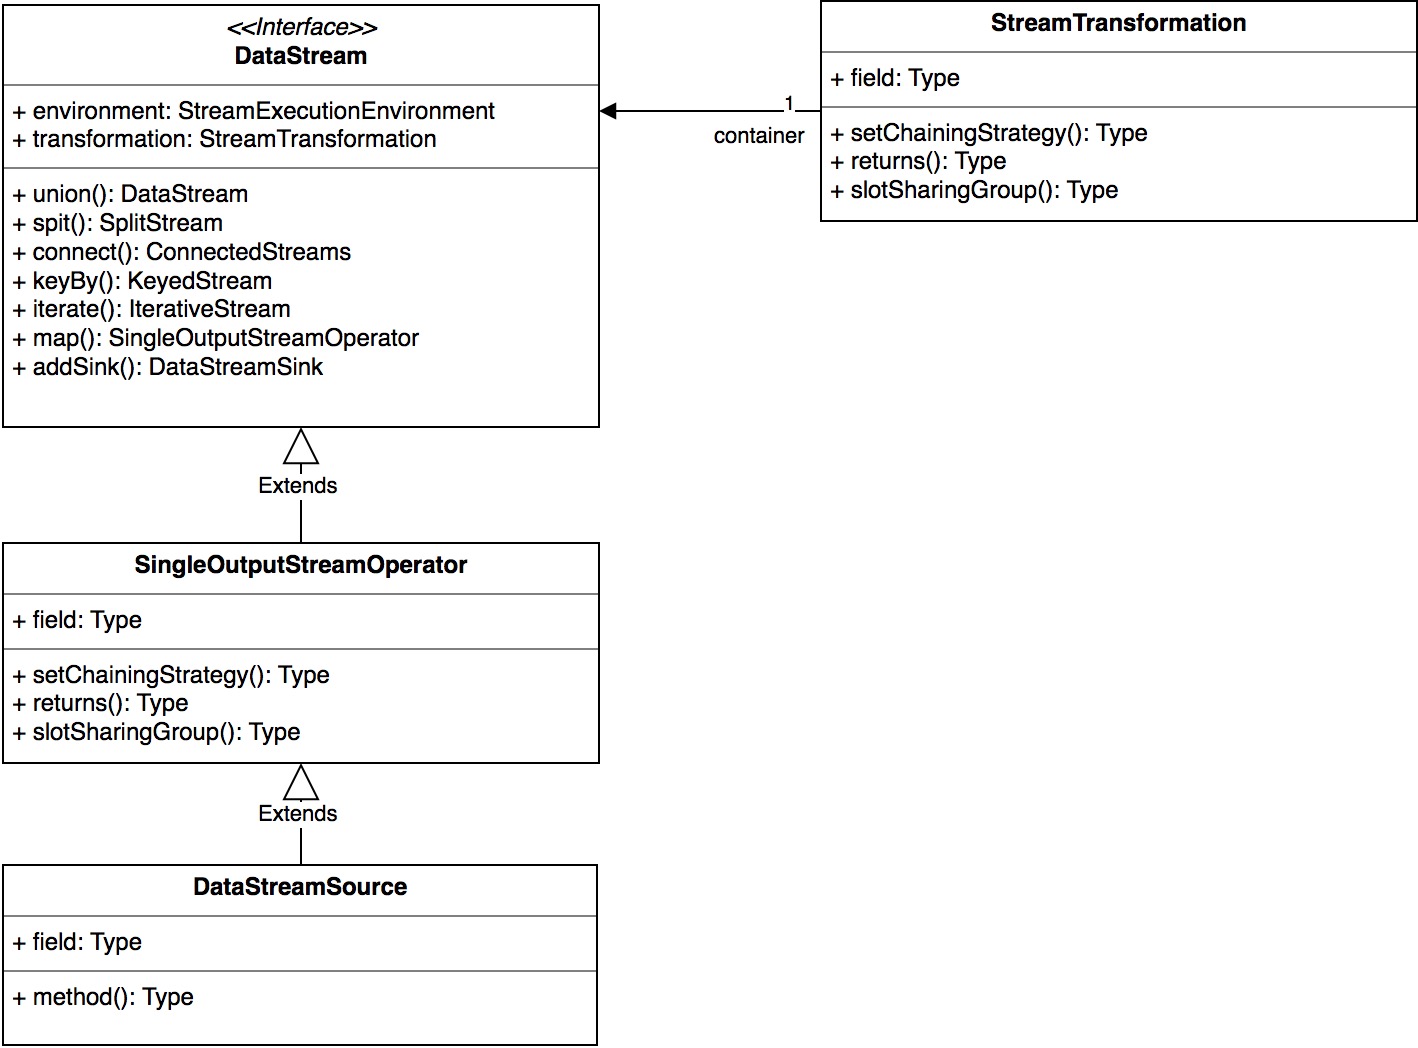 <<Interface>>
DataStream
+ environment: StreamExecutionEnvironment
+ transformation: StreamTransformation
+ union(): DataStream
+ spit(): SplitStream
+ connect(): ConnectedStreams
+ keyBy(): KeyedStream
+ iterate(): IterativeStream
+ map(): SingleOutputStreamOperator
+ addSink(): DataStreamSink
1
container
StreamTransformation
+ field: Type
+ setChainingStrategy(): Type
+ returns(): Type
+ slotSharingGroup(): Type
Extends
SingleOutputStreamOperator
+ field: Type
+ setChainingStrategy(): Type
+ returns(): Type
+ slotSharingGroup(): Type
Extends
DataStreamSource
+ field: Type
+ method(): Type